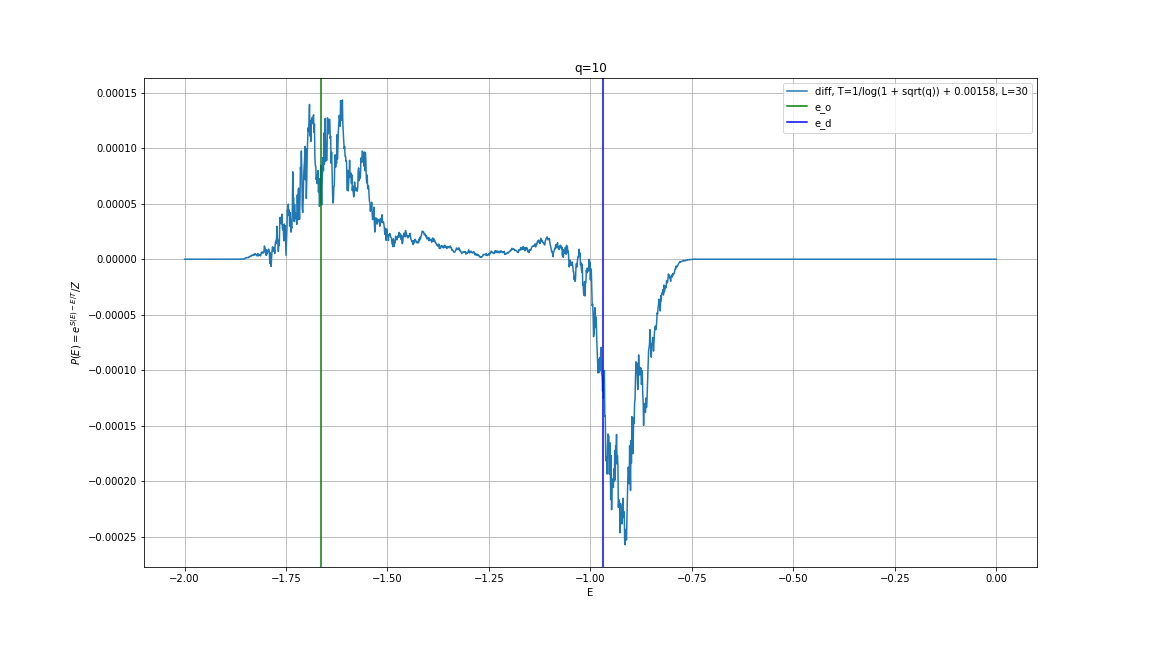 q=10
diff, T=1/log(1 + sqrt(q)) + 0.00158, L=30
e_o
e_d
0.00015
0.00010
0.00005
0.00000
−0.00005
−0.00010
−0.00015
−0.00020
−0.00025
P(E) = e^{S(E) − E/T}/Z
−2.00 −1.75 −1.50 −1.25 −1.00 −0.75 −0.50 −0.25 0.00
E